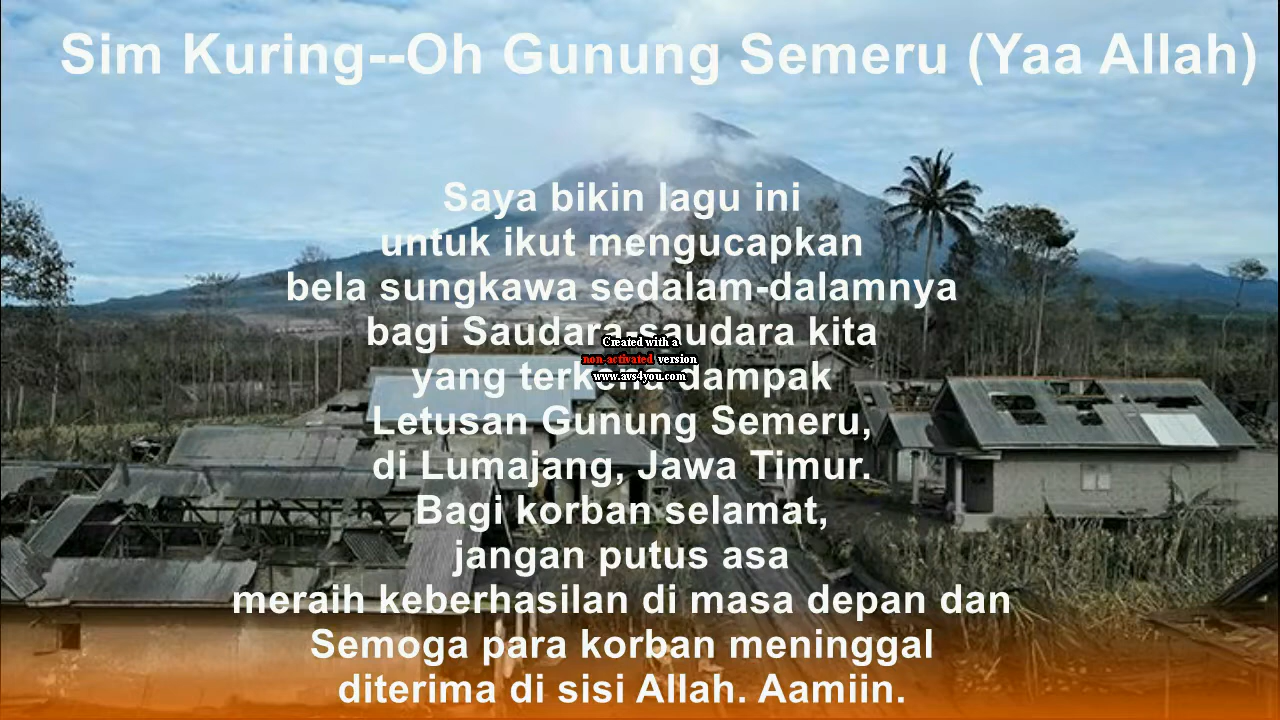 Sim Kuring--Oh Gunung Semeru (Yaa Allah)
Saya bikin lagu ini
untuk ikut mengucapkan
bela sungkawa sedalam-dalamnya
bagi Saudara-saudara kita
Created with a
non-activated version
www.avs4you.com
yang terkena dampak
Letusan Gunung Semeru,
di Lumajang, Jawa Timur.
Bagi korban selamat,
jangan putus asa
meraih keberhasilan di masa depan dan
Semoga para korban meninggal
diterima di sisi Allah. Aamiin.